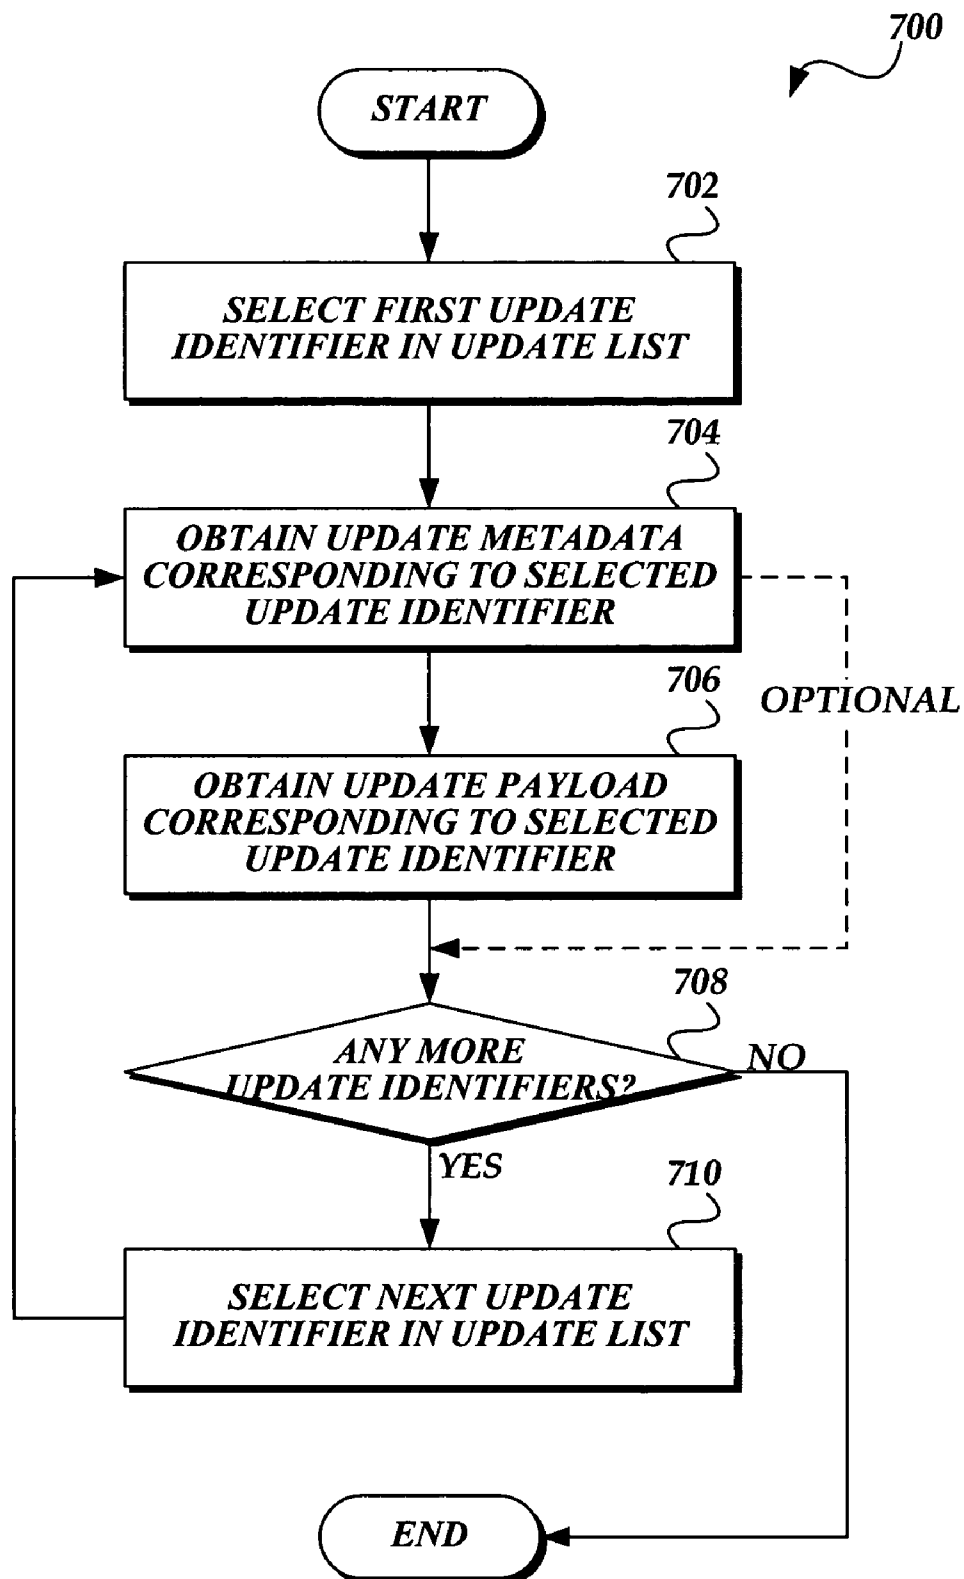 700
START
702
SELECT FIRST UPDATE
IDENTIFIER IN UPDATE LIST
704
OBTAIN UPDATE METADATA
CORRESPONDING TO SELECTED
UPDATE IDENTIFIER
706
OPTIONAL
OBTAIN UPDATE PAYLOAD
CORRESPONDING TO SELECTED
UPDATE IDENTIFIER
708
ANY MORE
UPDATE IDENTIFIERS?
NO
YES
710
SELECT NEXT UPDATE
IDENTIFIER IN UPDATE LIST
END